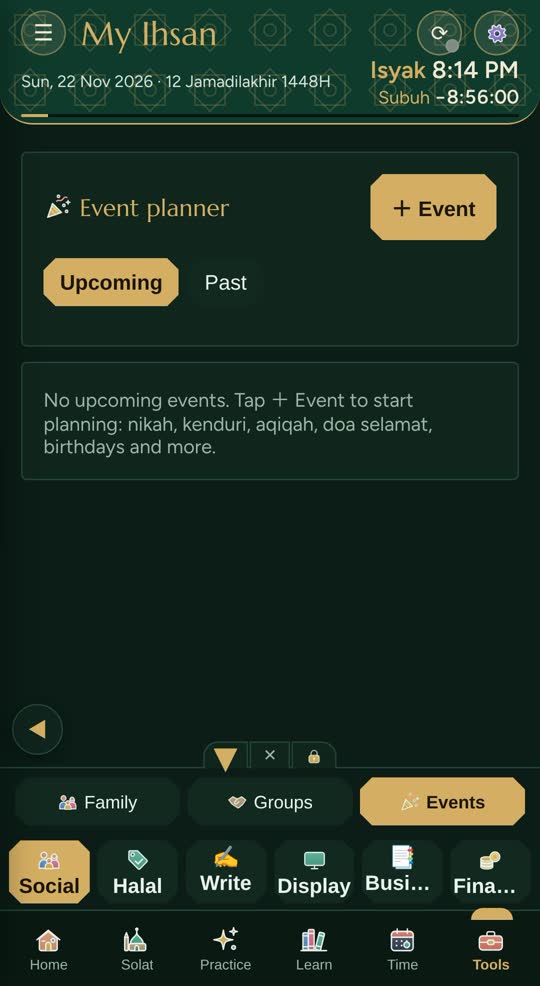 My Ihsan
Sun, 22 Nov 2026 · 12 Jamadilakhir 1448H
Isyak 8:14 PM
Subuh −8:56:00
Event planner
+ Event
Upcoming
Past
No upcoming events. Tap + Event to start
planning: nikah, kenduri, aqiqah, doa selamat,
birthdays and more.
Family
Groups
Events
Social
Halal
Write
Display
Busi...
Fina...
Home
Solat
Practice
Learn
Time
Tools